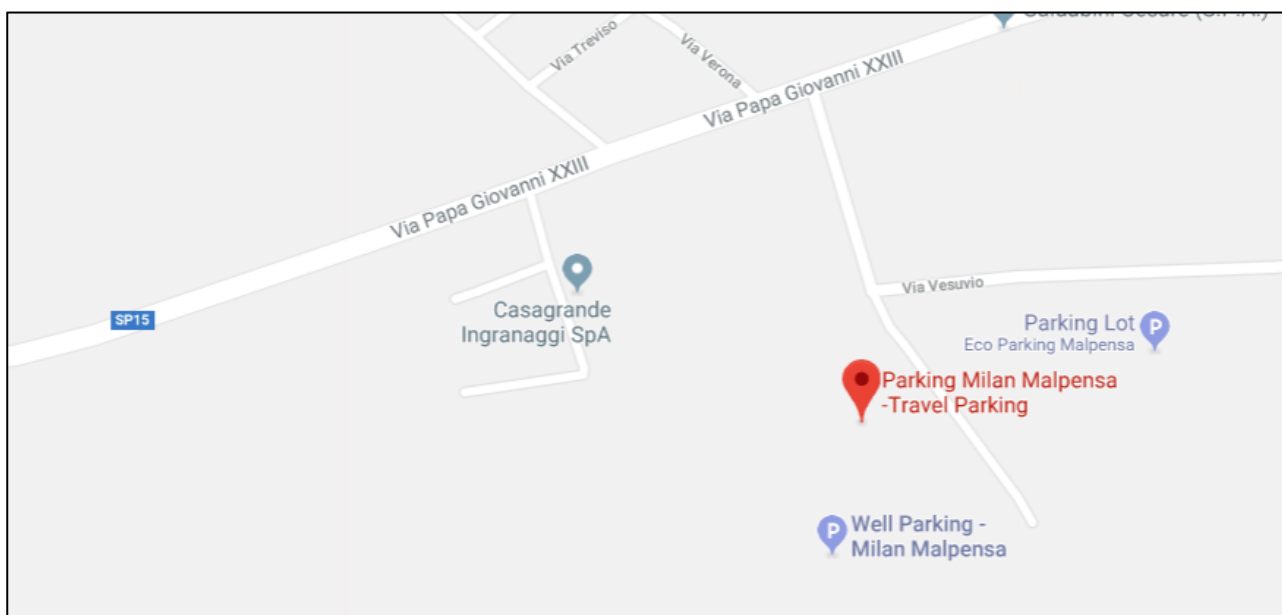 Via Treviso
Via Verona
Via Papa Giovanni XXIII
Via Papa Giovanni XXIII
SP15
Casagrande
Ingranaggi SpA
Via Vesuvio
Parking Lot
Eco Parking Malpensa
P
Parking Milan Malpensa
-Travel Parking
P
Well Parking -
Milan Malpensa